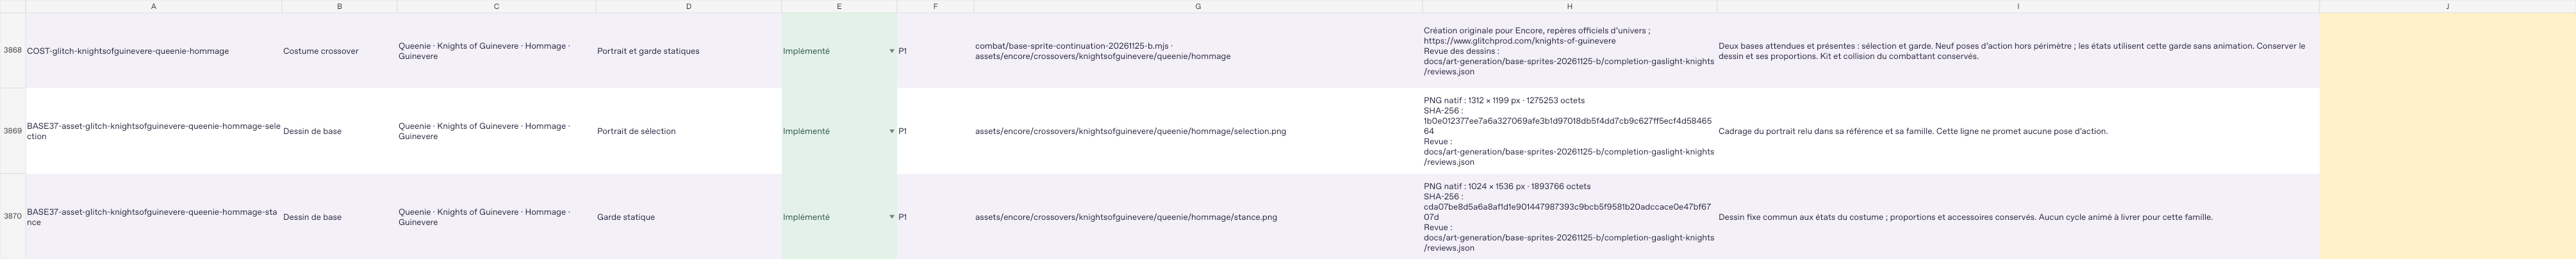 A B C D E F G H I J
3868
COST-glitch-knightsofguinevere-queenie-hommage
Costume crossover
Queenie · Knights of Guinevere · Hommage ·
Guinevere
Portrait et garde statiques
Implémenté
P1
combat/base-sprite-continuation-20261125-b.mjs ·
assets/encore/crossovers/knightsofguinevere/queenie/hommage
Création originale pour Encore, repères officiels d'univers ;
https://www.glitchprod.com/knights-of-guinevere
Revue des dessins :
docs/art-generation/base-sprites-20261125-b/completion-gaslight-knights
/reviews.json
Deux bases attendues et présentes : sélection et garde. Neuf poses d'action hors périmètre ; les états utilisent cette garde sans animation. Conserver le
dessin et ses proportions. Kit et collision du combattant conservés.
3869
BASE37-asset-glitch-knightsofguinevere-queenie-hommage-sele
ction
Dessin de base
Queenie · Knights of Guinevere · Hommage ·
Guinevere
Portrait de sélection
Implémenté
P1
assets/encore/crossovers/knightsofguinevere/queenie/hommage/selection.png
PNG natif : 1312 × 1199 px · 1275253 octets
SHA-256 :
1b0e012377ee7a6a327069afe3b1d97018db5f4dd7cb9c627ff5ecf4d58465
64
Revue :
docs/art-generation/base-sprites-20261125-b/completion-gaslight-knights
/reviews.json
Cadrage du portrait relu dans sa référence et sa famille. Cette ligne ne promet aucune pose d'action.
3870
BASE37-asset-glitch-knightsofguinevere-queenie-hommage-sta
nce
Dessin de base
Queenie · Knights of Guinevere · Hommage ·
Guinevere
Garde statique
Implémenté
P1
assets/encore/crossovers/knightsofguinevere/queenie/hommage/stance.png
PNG natif : 1024 × 1536 px · 1893766 octets
SHA-256 :
cda07be8d5a6a8af1d1e901447987393c9bcb5f9581b20adccace0e47bf67
07d
Revue :
docs/art-generation/base-sprites-20261125-b/completion-gaslight-knights
/reviews.json
Dessin fixe commun aux états du costume ; proportions et accessoires conservés. Aucun cycle animé à livrer pour cette famille.